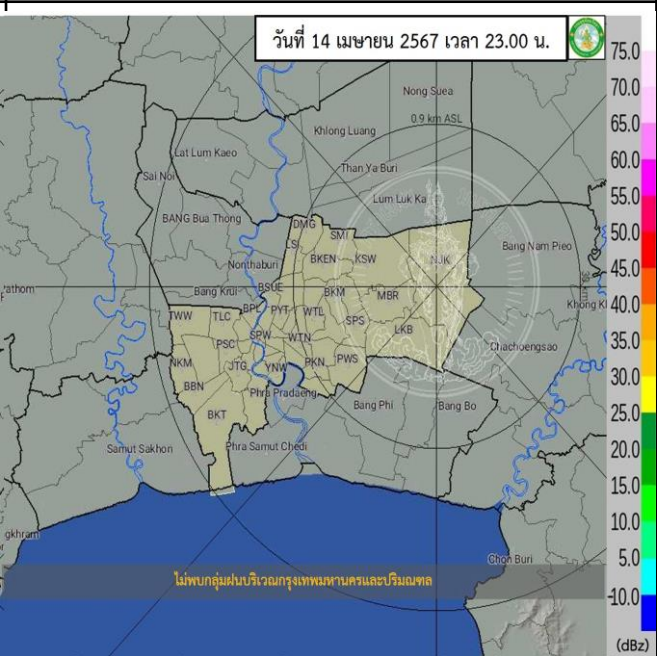 วันที่ 14 เมษายน 2567 เวลา 23.00 น.
75.0
70.0
65.0
60.0
55.0
50.0
45.0
40.0
35.0
30.0
25.0
20.0
15.0
10.0
5.0
-10.0
(dBz)
Nong Suea
0.9 km ASL
Khlong Luang
Lat Lum Kaeo
Than Ya Buri
Sai Noi
Lum Luk Ka
BANG Bua Thong
DMG
SMI
LSI
Bang Nam Pieo
BKEN
KSW
NJK
Nonthaburi
Bang Krui
BSUE
BKM
MBR
BPL
PYT
WTL
TWW
TLC
SPS
LKB
SPW
WTN
PSC
Chachoengsao
NKM
JTG
YNW
PKN
PWS
BBN
Phra Pradaeng
BKT
Bang Phi
Bang Bo
Samut Sakhon
Phra Samut Chedi
gkhram
Chon Buri
ไม่พบกลุ่มฝนบริเวณกรุงเทพมหานครและปริมณฑล